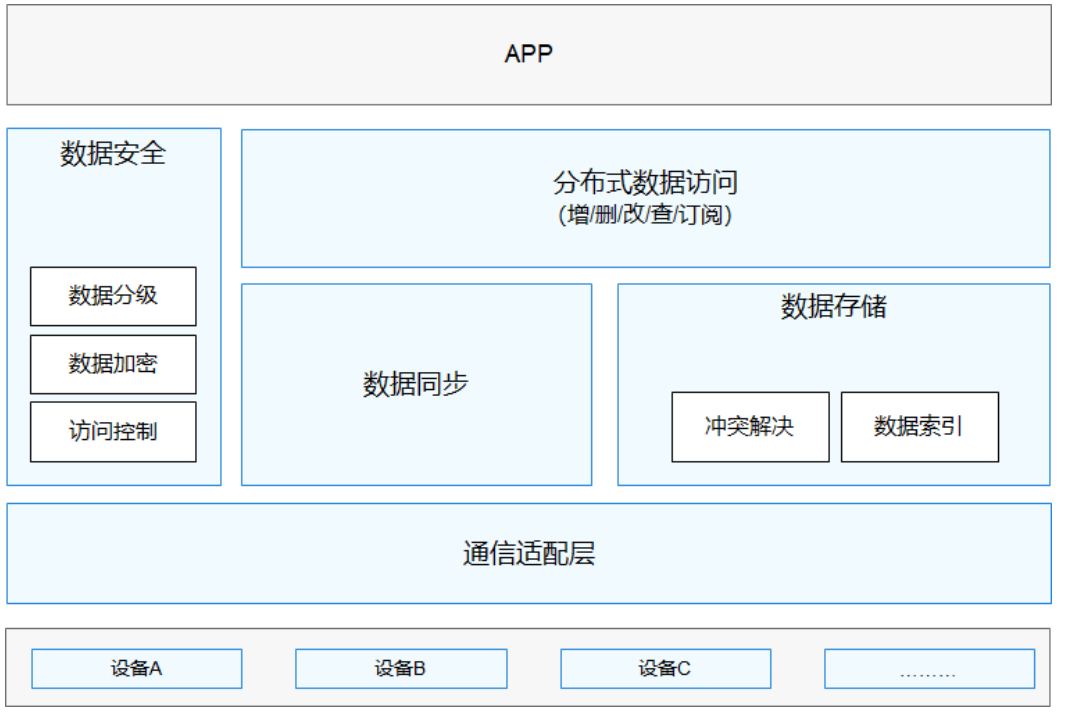 APP
数据安全
数据分级
数据加密
访问控制
分布式数据访问
(增/删/改/查/订阅)
数据同步
数据存储
冲突解决
数据索引
通信适配层
设备A
设备B
设备C
………